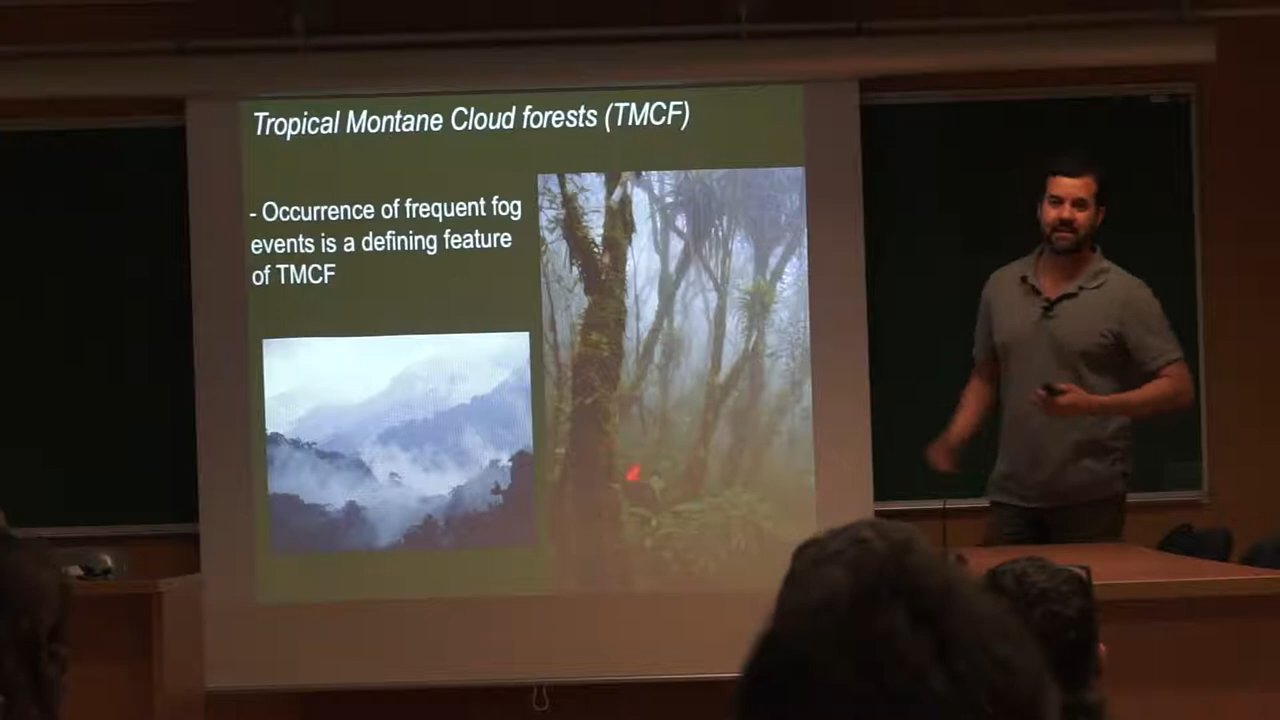 Tropical Montane Cloud forests (TMCF)
- Occurrence of frequent fog
events is a defining feature
of TMCF